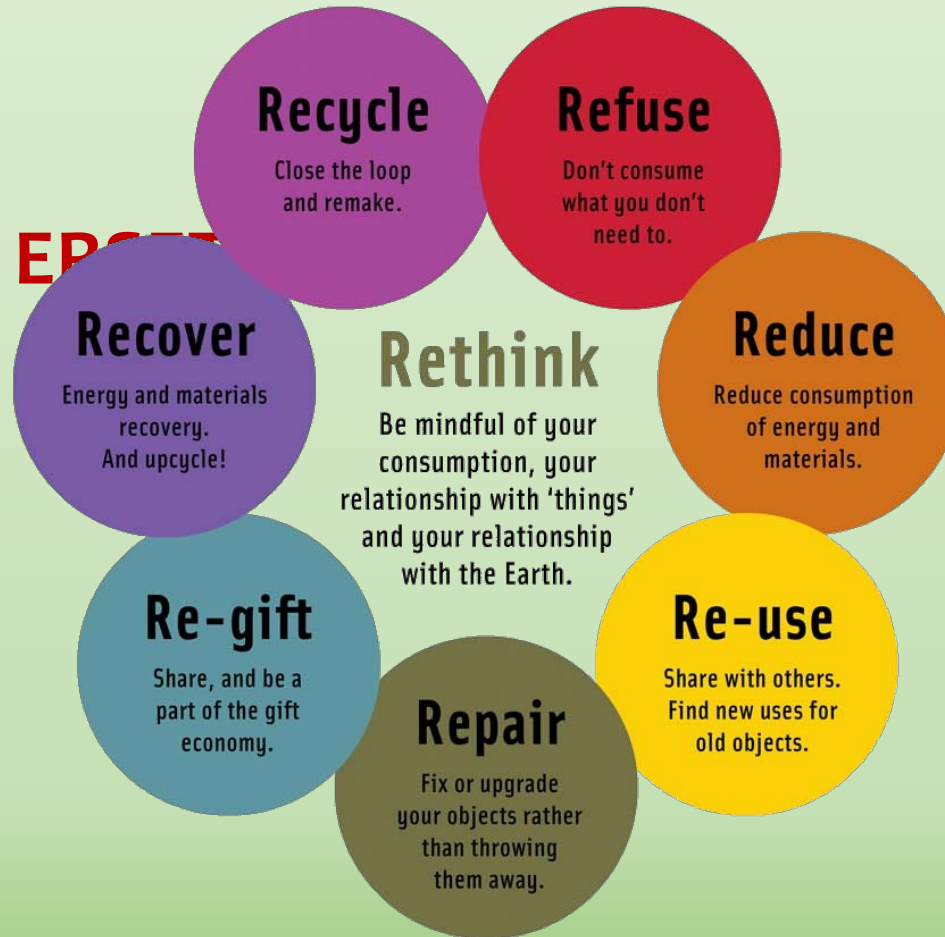 Recycle
Close the loop
and remake.
Refuse
Don't consume
what you don't
need to.
Recover
Energy and materials
recovery.
And upcycle!
Rethink
Be mindful of your
consumption, your
relationship with 'things'
and your relationship
with the Earth.
Reduce
Reduce consumption
of energy and
materials.
Re-gift
Share, and be a
part of the gift
economy.
Repair
Fix or upgrade
your objects rather
than throwing
them away.
Re-use
Share with others.
Find new uses for
old objects.